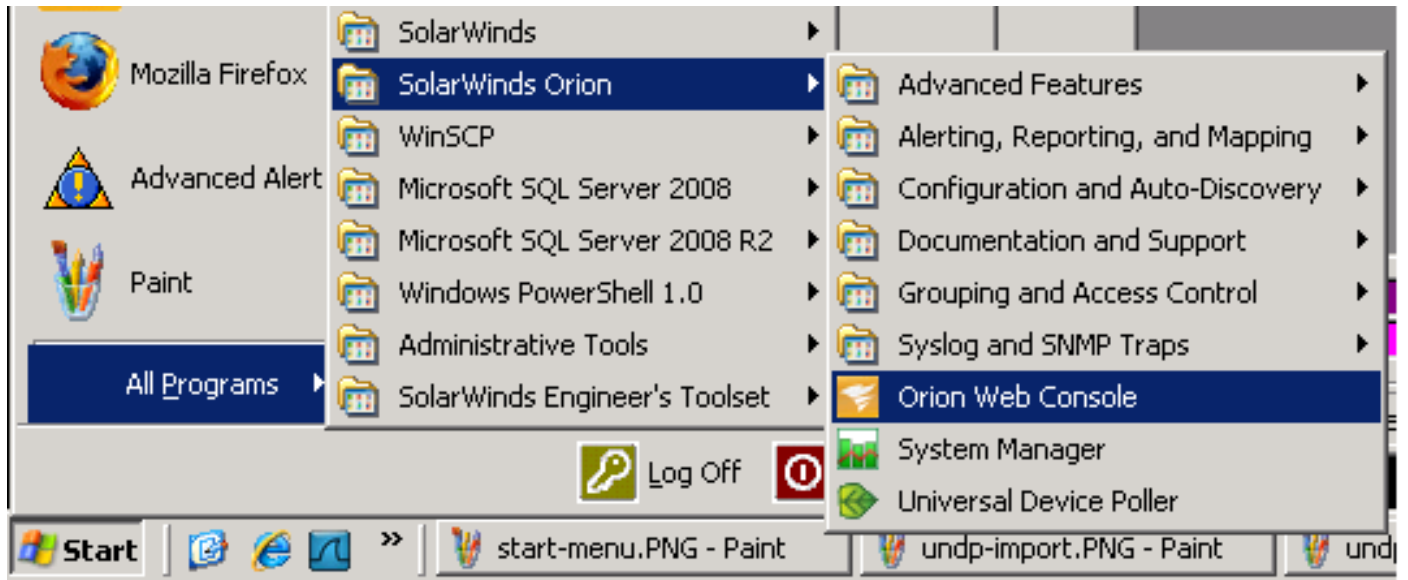 Mozilla Firefox
Advanced Alert
Paint
All Programs
SolarWinds
SolarWinds Orion
WinSCP
Microsoft SQL Server 2008
Microsoft SQL Server 2008 R2
Windows PowerShell 1.0
Administrative Tools
SolarWinds Engineer's Toolset
Advanced Features
Alerting, Reporting, and Mapping
Configuration and Auto-Discovery
Documentation and Support
Grouping and Access Control
Syslog and SNMP Traps
Orion Web Console
System Manager
Universal Device Poller
Log Off
Start
»
start-menu.PNG - Paint
undp-import.PNG - Paint